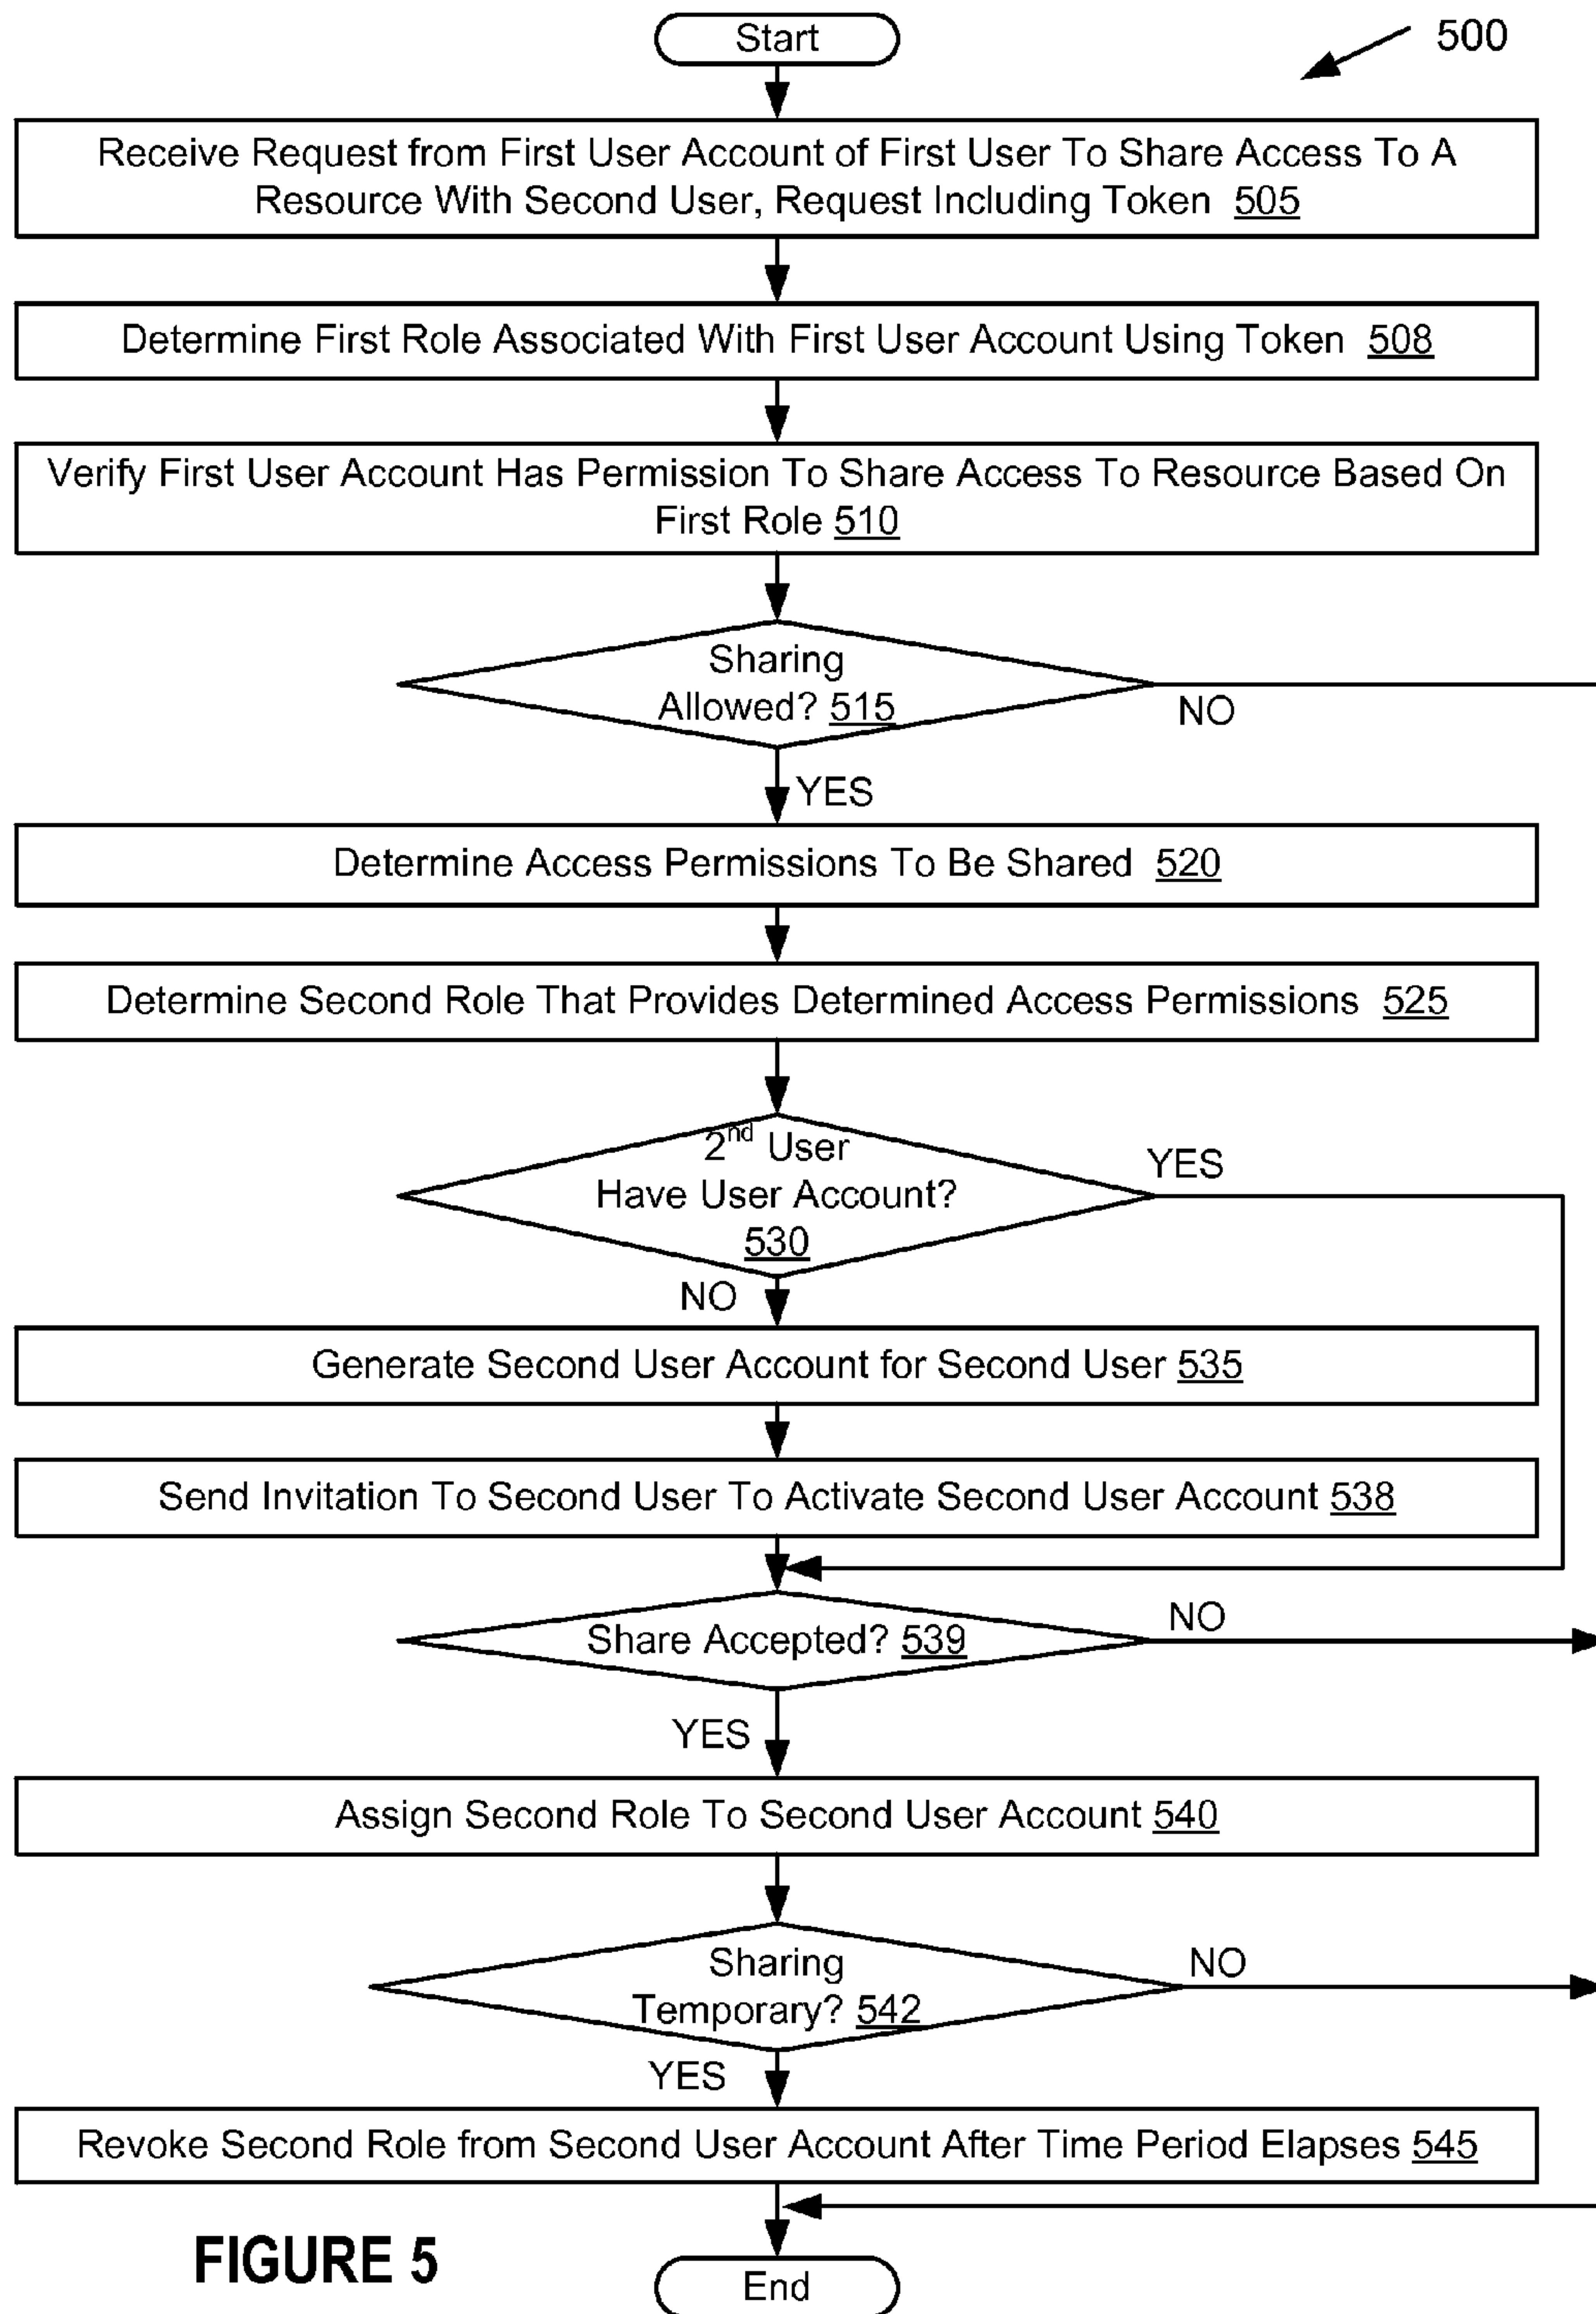 Start
500
Receive Request from First User Account of First User To Share Access To A
Resource With Second User, Request Including Token 505
Determine First Role Associated With First User Account Using Token 508
Verify First User Account Has Permission To Share Access To Resource Based On
First Role 510
Sharing
Allowed? 515
NO
YES
Determine Access Permissions To Be Shared 520
Determine Second Role That Provides Determined Access Permissions 525
2nd User
Have User Account?
530
YES
NO
Generate Second User Account for Second User 535
Send Invitation To Second User To Activate Second User Account 538
Share Accepted? 539
NO
YES
Assign Second Role To Second User Account 540
Sharing
Temporary? 542
NO
YES
Revoke Second Role from Second User Account After Time Period Elapses 545
FIGURE 5
End